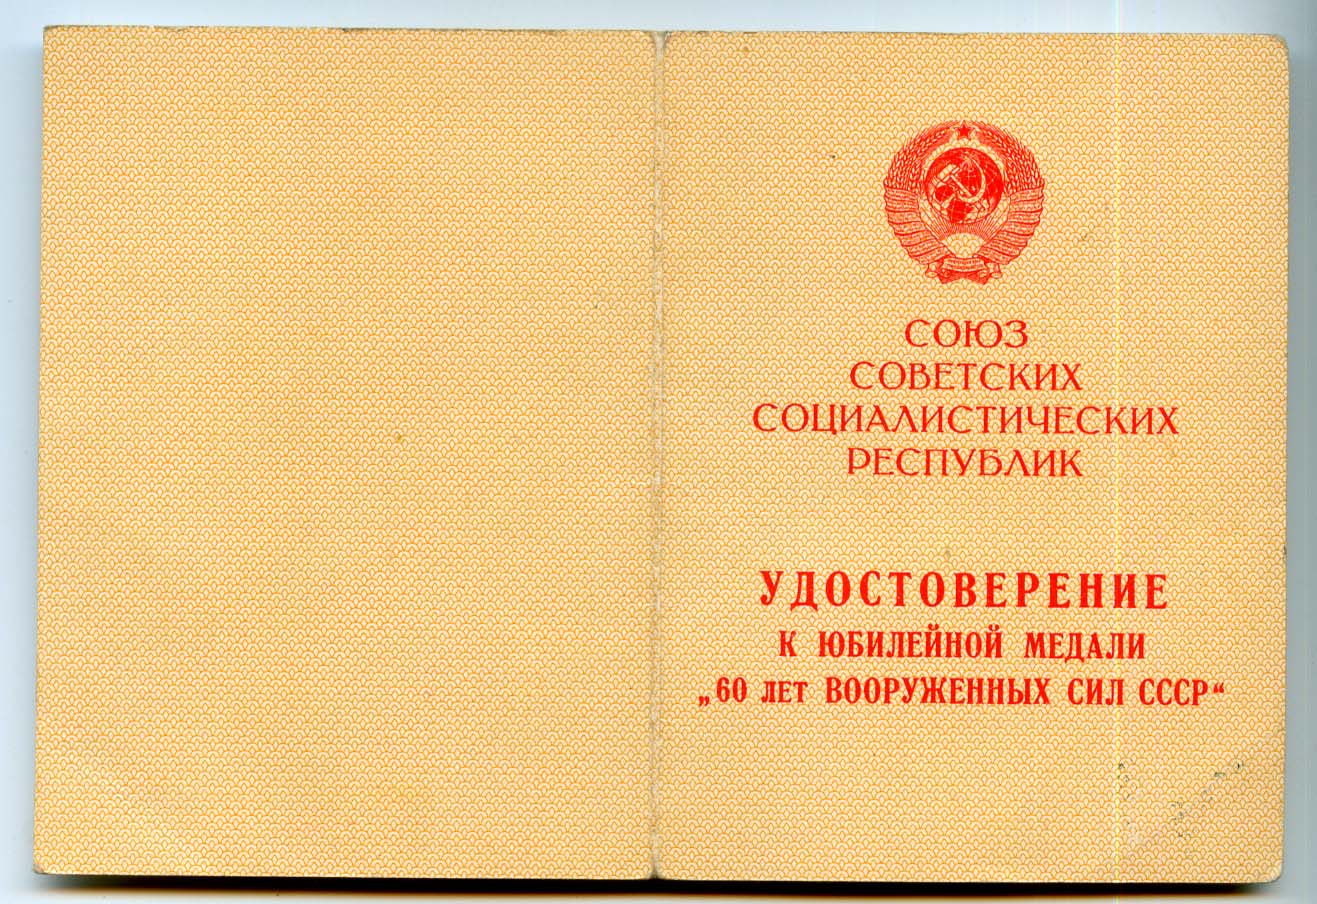 СОЮЗ
СОВЕТСКИХ
СОЦИАЛИСТИЧЕСКИХ
РЕСПУБЛИК
УДОСТОВЕРЕНИЕ
К ЮБИЛЕЙНОЙ МЕДАЛИ
„60 ЛЕТ ВООРУЖЕННЫХ СИЛ СССР“